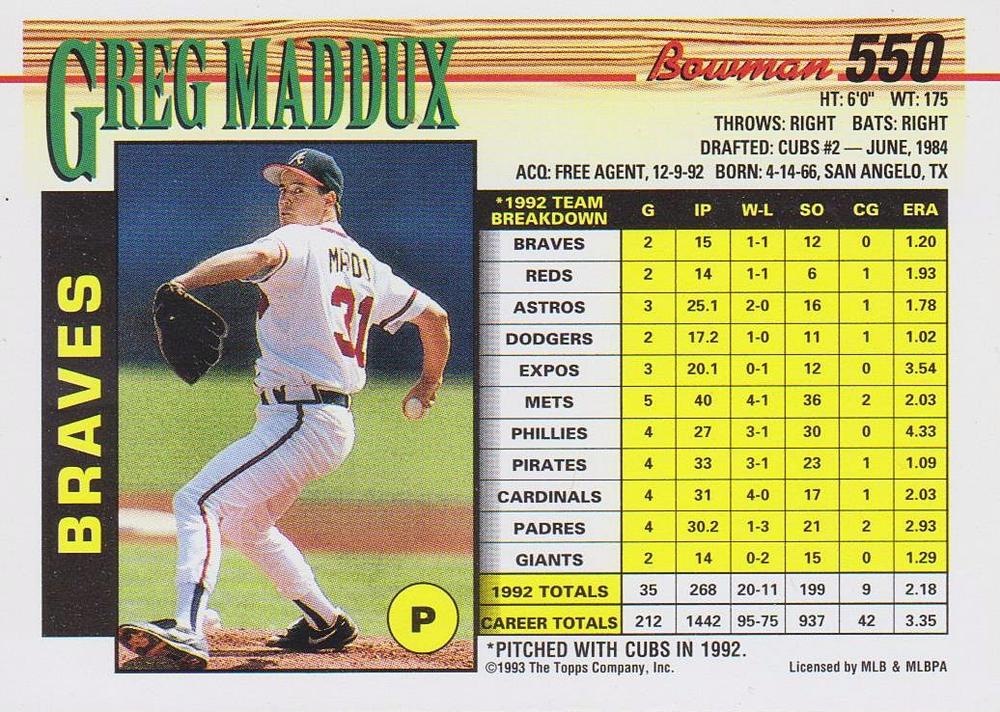 GREG MADDUX
Bowman 550
HT: 6'0" WT: 175
THROWS: RIGHT BATS: RIGHT
DRAFTED: CUBS #2 — JUNE, 1984
ACQ: FREE AGENT, 12-9-92 BORN: 4-14-66, SAN ANGELO, TX
BRAVES
31
P
*1992 TEAM BREAKDOWN G IP W-L SO CG ERA
BRAVES 2 15 1-1 12 0 1.20
REDS 2 14 1-1 6 1 1.93
ASTROS 3 25.1 2-0 16 1 1.78
DODGERS 2 17.2 1-0 11 1 1.02
EXPOS 3 20.1 0-1 12 0 3.54
METS 5 40 4-1 36 2 2.03
PHILLIES 4 27 3-1 30 0 4.33
PIRATES 4 33 3-1 23 1 1.09
CARDINALS 4 31 4-0 17 1 2.03
PADRES 4 30.2 1-3 21 2 2.93
GIANTS 2 14 0-2 15 0 1.29
1992 TOTALS 35 268 20-11 199 9 2.18
CAREER TOTALS 212 1442 95-75 937 42 3.35
*PITCHED WITH CUBS IN 1992.
©1993 The Topps Company, Inc. Licensed by MLB & MLBPA